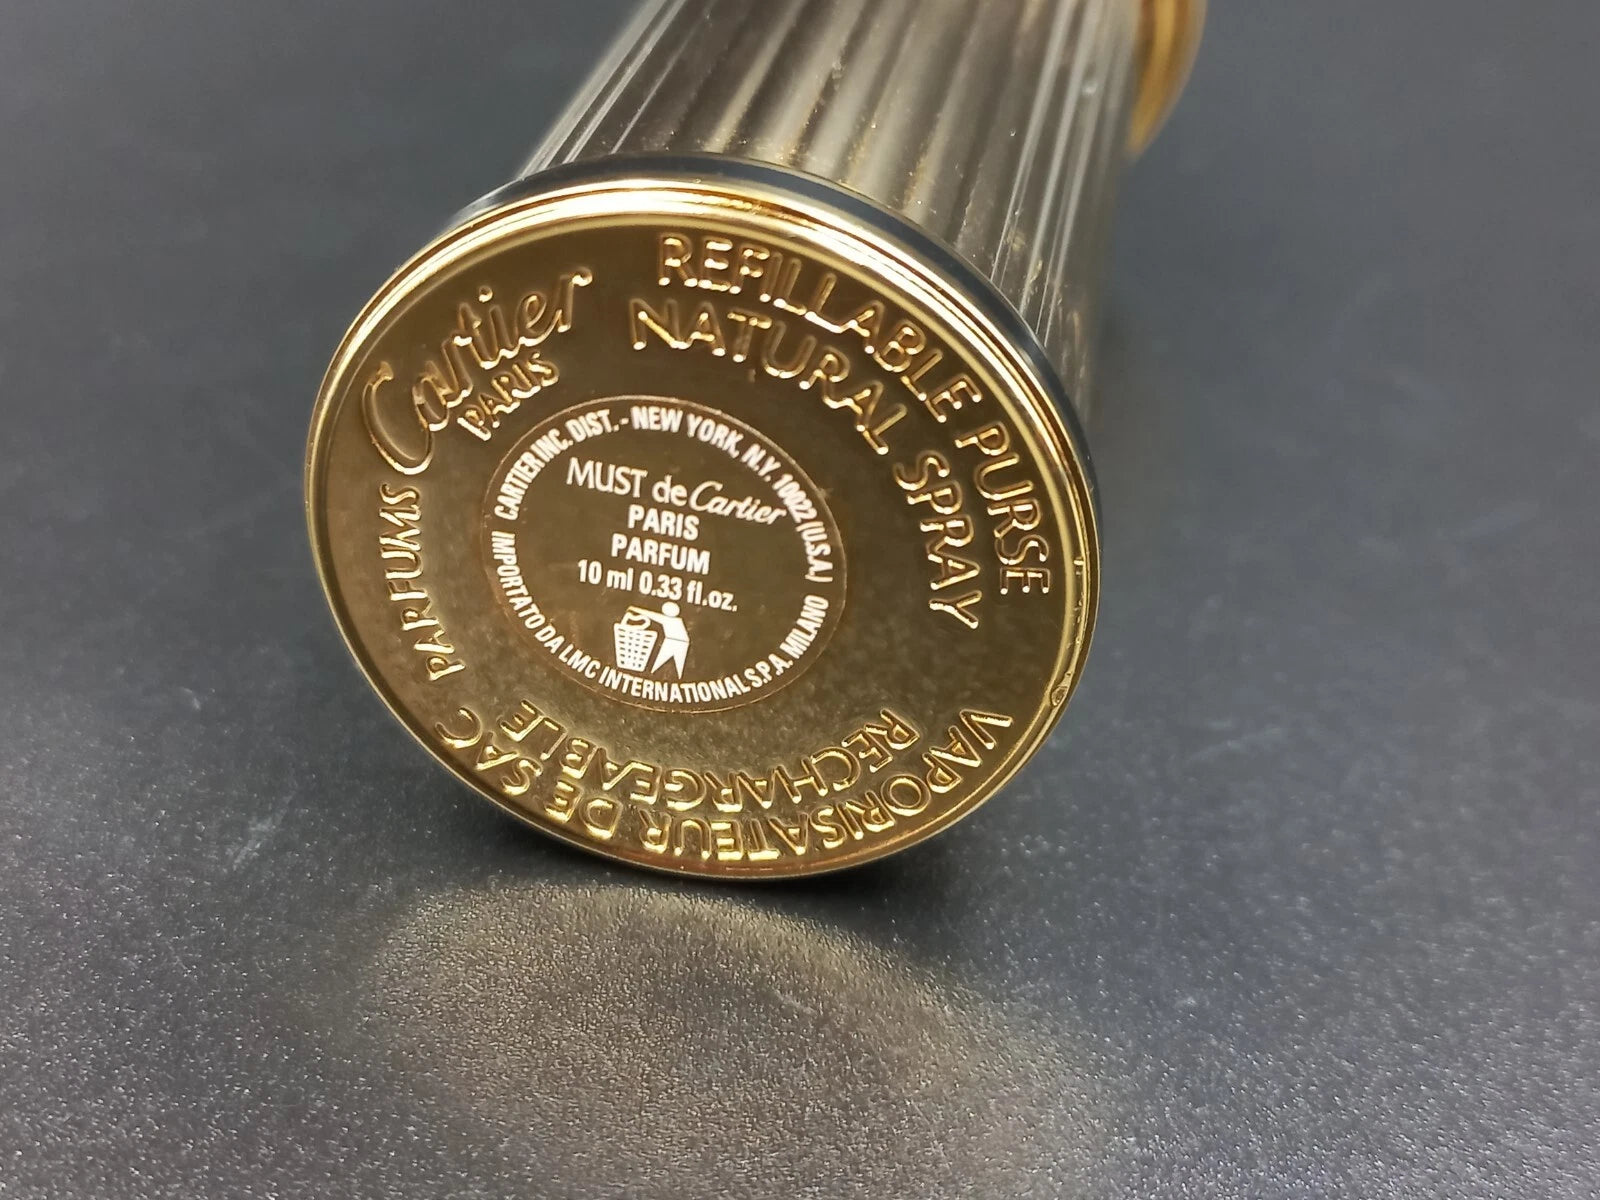 PARFUMS Cartier
PARIS
REFILLABLE PURSE
NATURAL SPRAY
VAPORISATEUR DE SAC
RECHARGEABLE
CARTIER INC. DIST. - NEW YORK, N.Y. 10022 (U.S.A.)
MUST de Cartier
PARIS
PARFUM
10 ml 0.33 fl.oz.
IMPORTATO DA LMC INTERNATIONAL S.P.A. MILANO